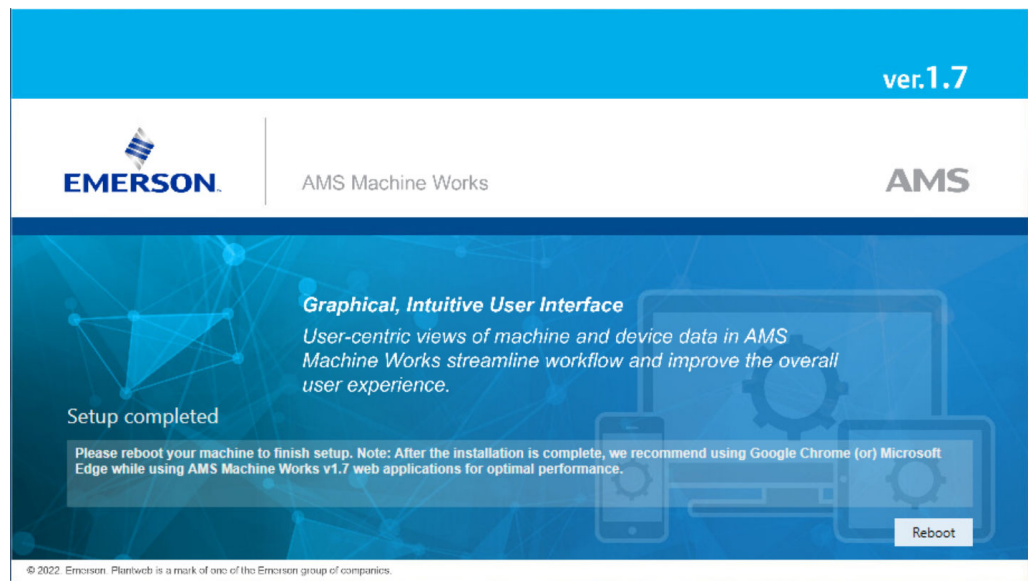 ver.1.7
EMERSON.
AMS Machine Works
AMS
Graphical, Intuitive User Interface
User-centric views of machine and device data in AMS
Machine Works streamline workflow and improve the overall
user experience.
Setup completed
Please reboot your machine to finish setup. Note: After the installation is complete, we recommend using Google Chrome (or) Microsoft
Edge while using AMS Machine Works v1.7 web applications for optimal performance.
Reboot
© 2022. Emerson. Plantweb is a mark of one of the Emerson group of companies.